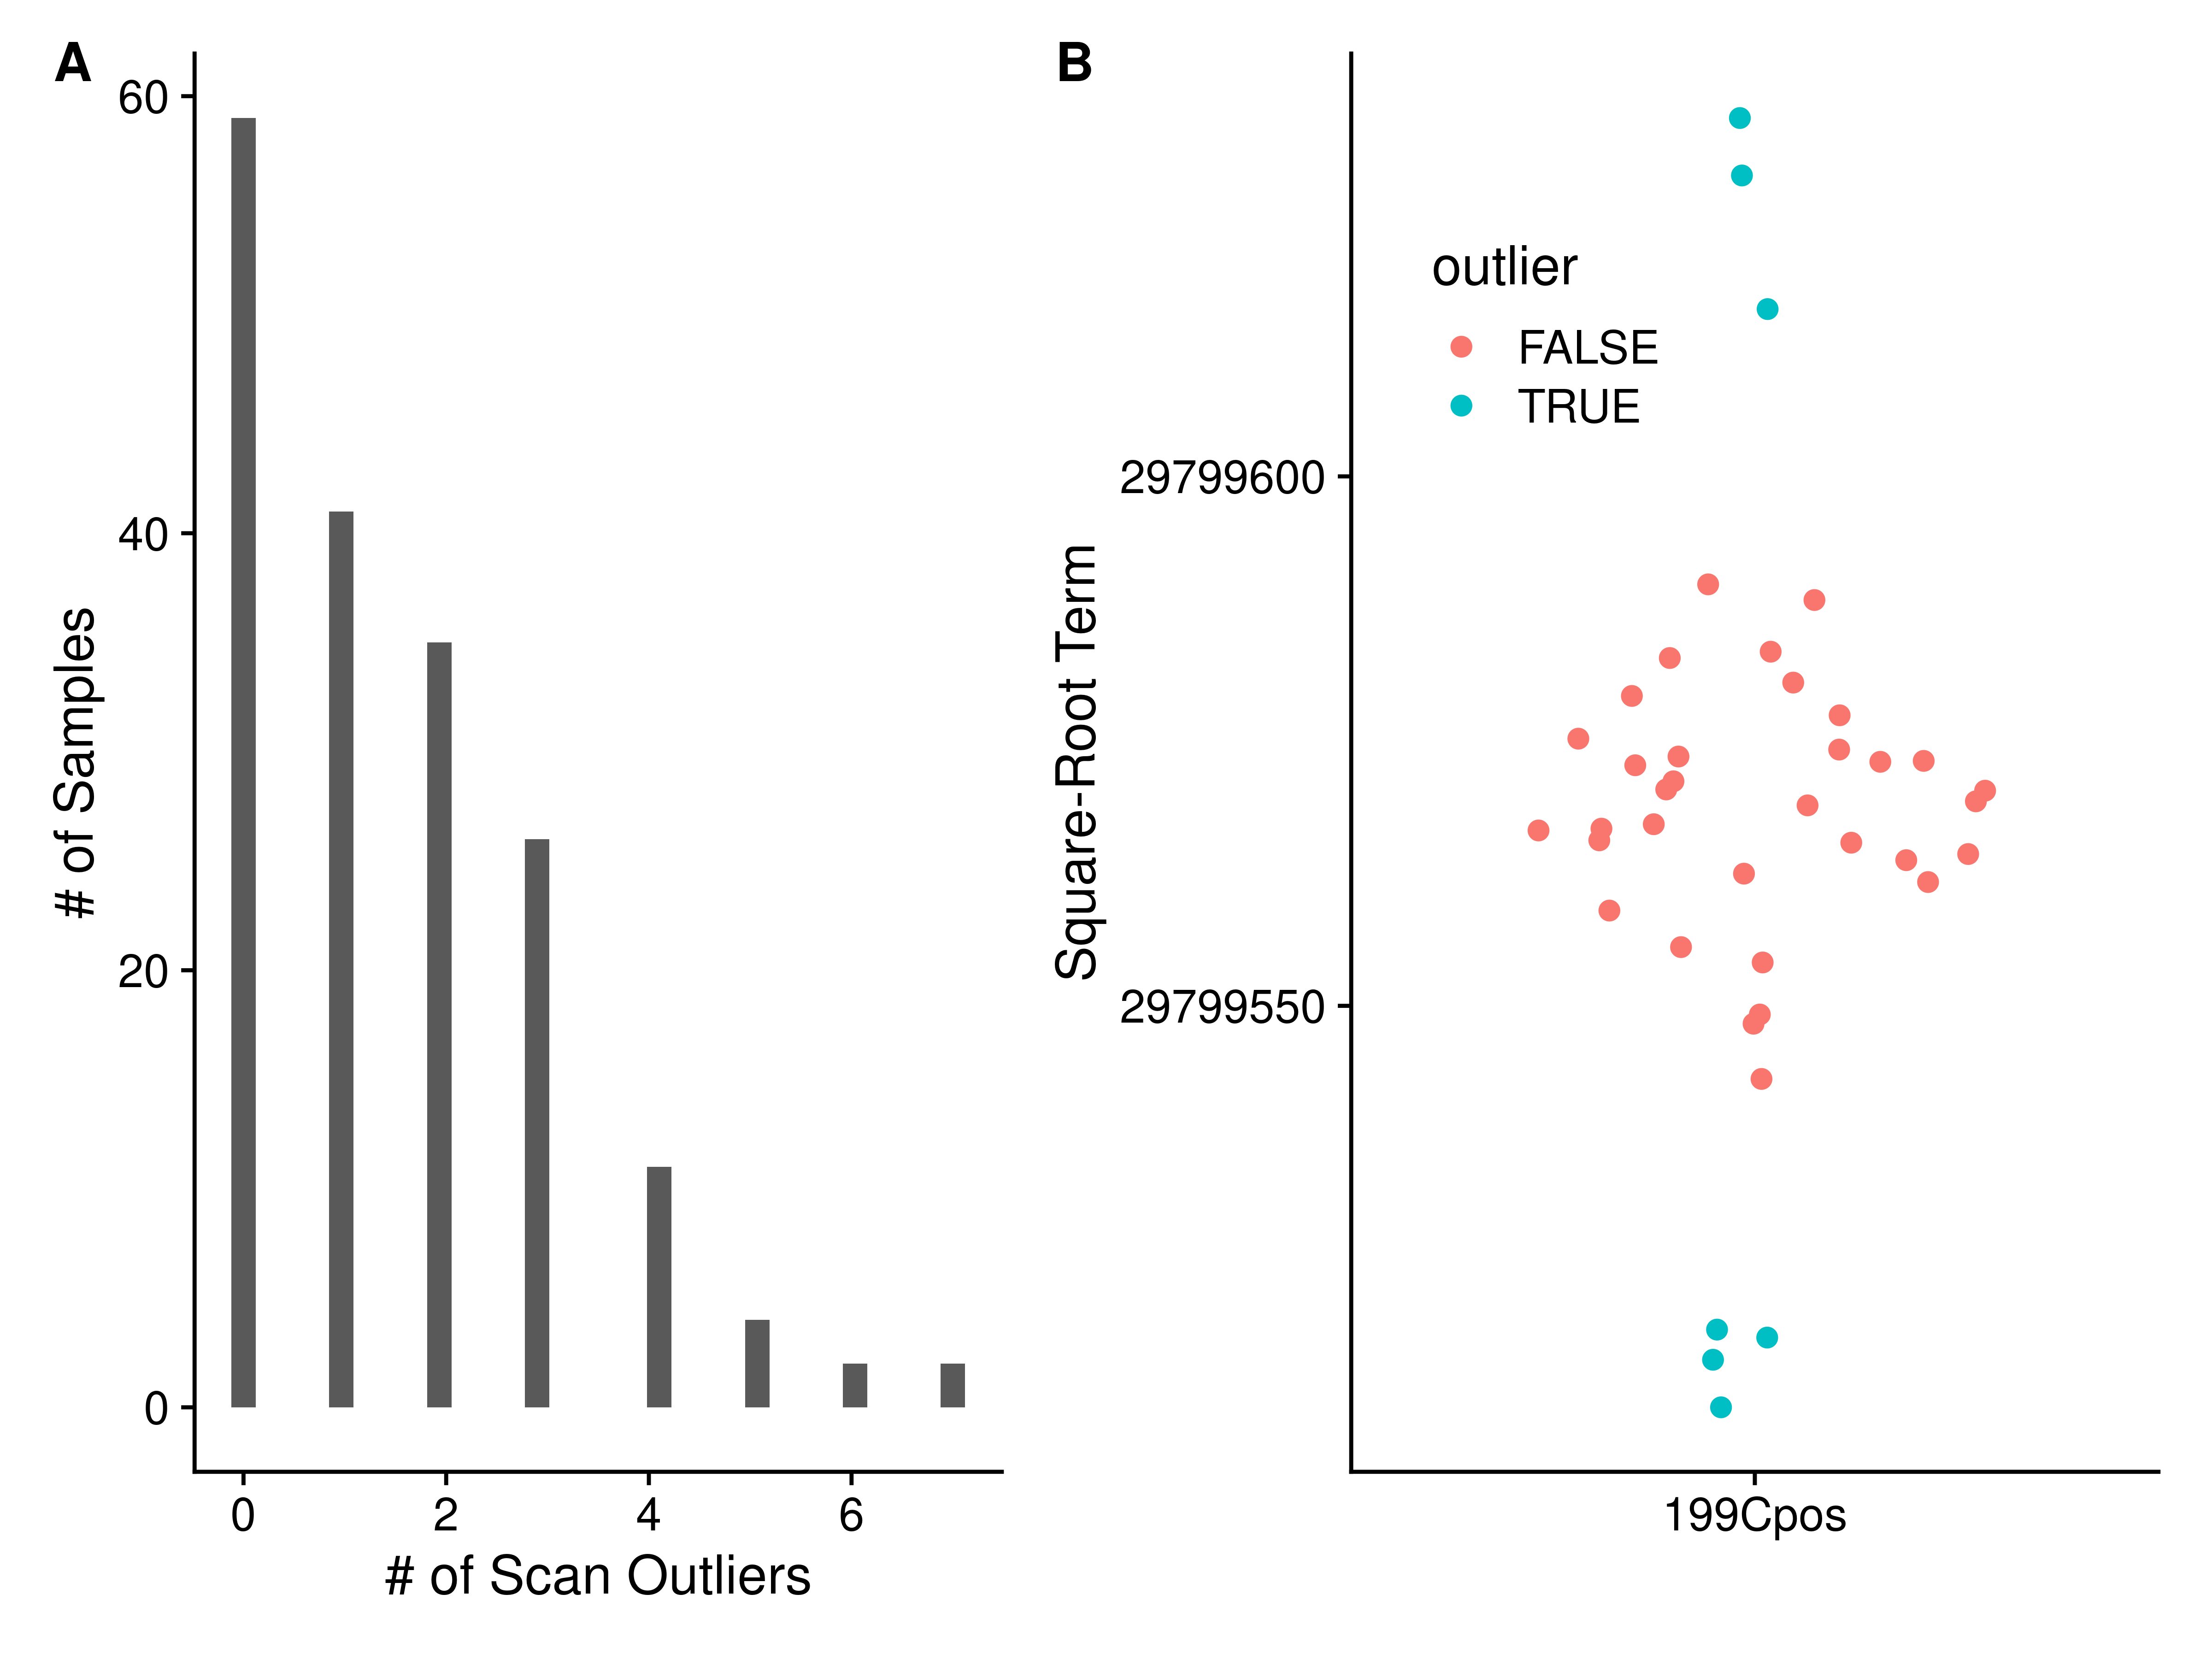 A
60
40
20
0
# of Samples
0 2 4 6
# of Scan Outliers
B
outlier
FALSE
TRUE
29799600
29799550
Square-Root Term
199Cpos